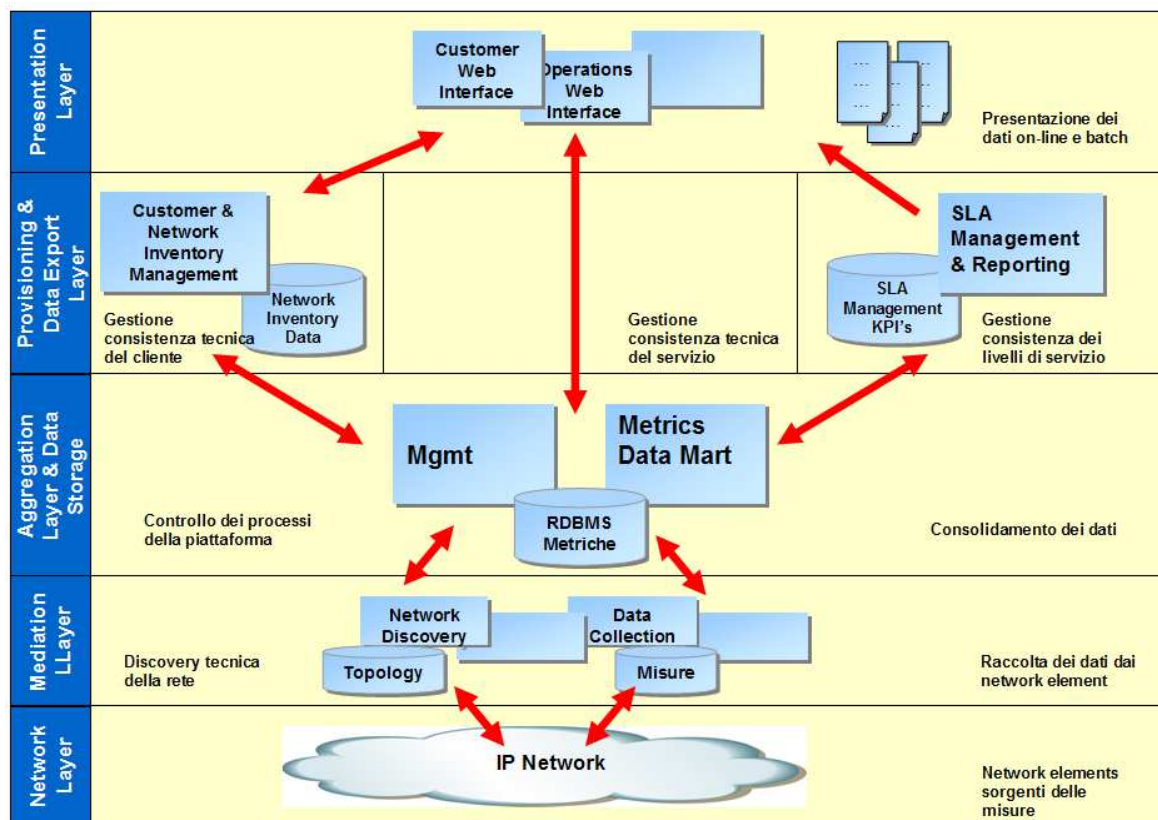 Presentation
Layer
Customer
Web
Interface
Operations
Web
Interface
...
...
...
...
...
...
...
...
...
Presentazione dei
dati on-line e batch
Provisioning &
Data Export
Layer
Customer &
Network
Inventory
Management
Network
Inventory
Data
Gestione
consistenza tecnica
del cliente
Gestione
consistenza tecnica
del servizio
SLA
Management
& Reporting
SLA
Management
KPI's
Gestione
consistenza dei
livelli di servizio
Aggregation
Layer & Data
Storage
Mgmt
Metrics
Data Mart
RDBMS
Metriche
Controllo dei processi
della piattaforma
Consolidamento dei dati
Mediation
LLayer
Network
Discovery
Topology
Data
Collection
Misure
Discovery tecnica
della rete
Raccolta dei dati dai
network element
Network
Layer
IP Network
Network elements
sorgenti delle
misure